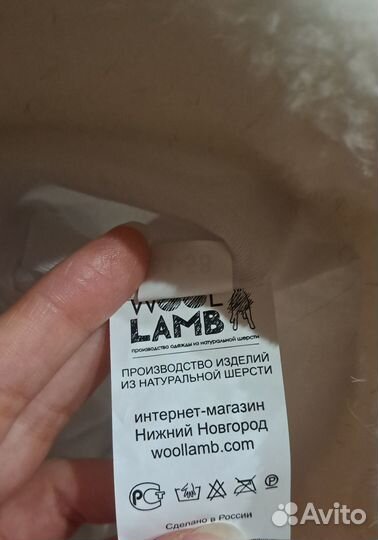 WOOL
LAMB
производство одежды из натуральной шерсти
ПРОИЗВОДСТВО ИЗДЕЛИЙ
ИЗ НАТУРАЛЬНОЙ ШЕРСТИ
интернет-магазин
Нижний Новгород
woollamb.com
Сделано в России
Avito